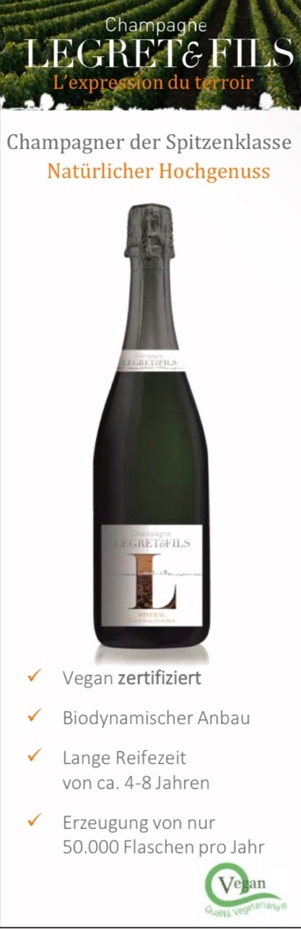 Champagne
LEGRET&FILS
L'expression du terroir
Champagner der Spitzenklasse
Natürlicher Hochgenuss
Champagne
LEGRET&FILS
Champagne
LEGRET&FILS
L
MINERAL
✓ Vegan zertifiziert
✓ Biodynamischer Anbau
✓ Lange Reifezeit
von ca. 4-8 Jahren
✓ Erzeugung von nur
50.000 Flaschen pro Jahr
Vegan
Qualità Vegetariana®